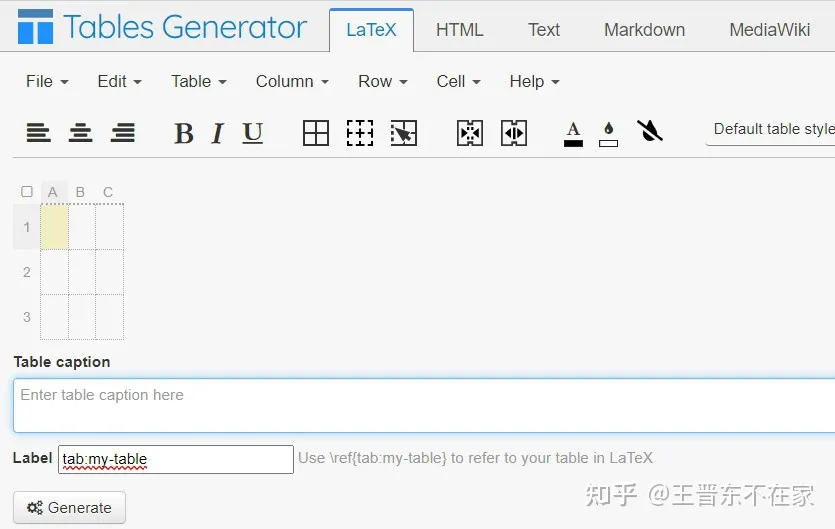 Tables Generator LaTeX HTML Text Markdown MediaWiki
File Edit Table Column Row Cell Help
B I U A Default table style
A B C
1
2
3
Table caption
Enter table caption here
Label tab:my-table Use \ref{tab:my-table} to refer to your table in LaTeX
Generate
知乎 @王晋东不在家